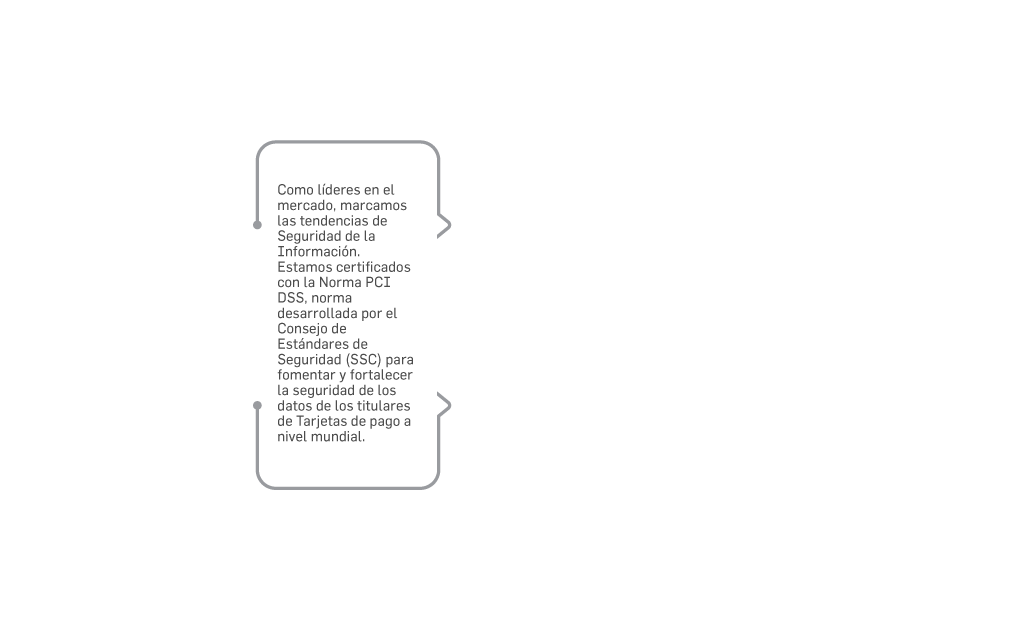 Como líderes en el
mercado, marcamos
las tendencias de
Seguridad de la
Información.
Estamos certificados
con la Norma PCI
DSS, norma
desarrollada por el
Consejo de
Estándares de
Seguridad (SSC) para
fomentar y fortalecer
la seguridad de los
datos de los titulares
de Tarjetas de pago a
nivel mundial.